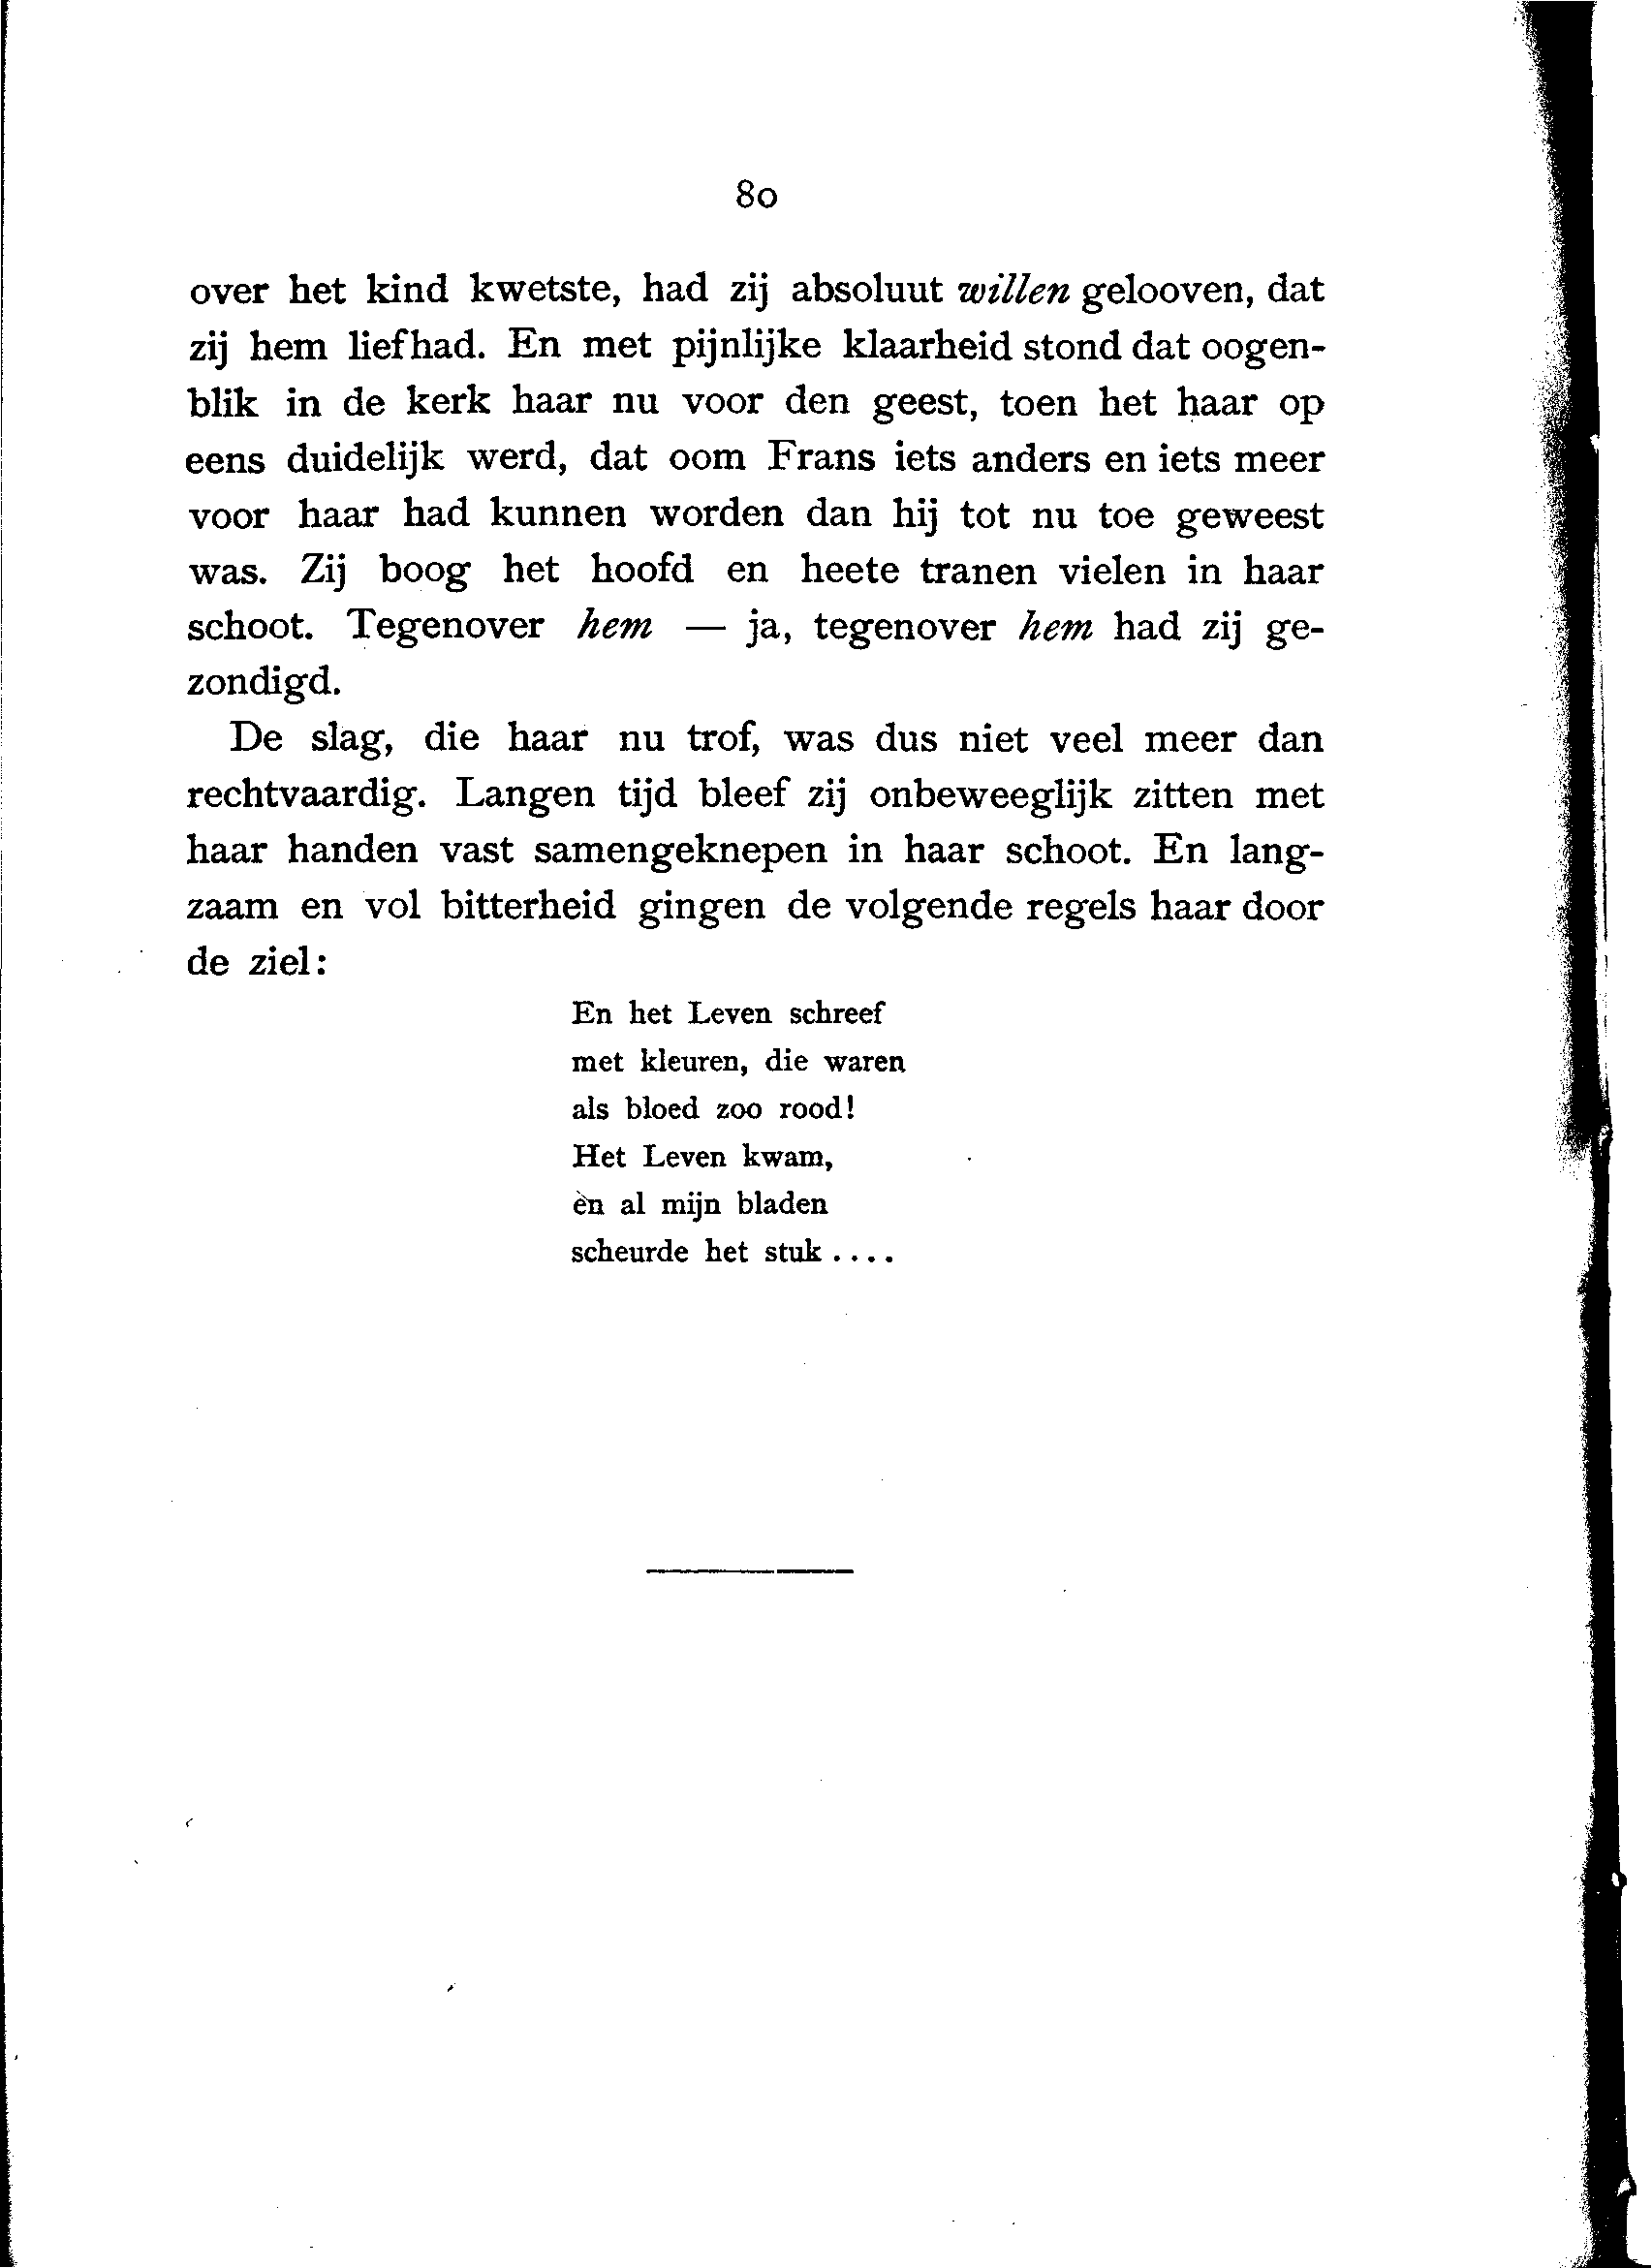 80
over het kind kwetste, had zij absoluut willen gelooven, dat
zij hem liefhad. En met pijnlijke klaarheid stond dat oogen-
blik in de kerk haar nu voor den geest, toen het haar op
eens duidelijk werd, dat oom Frans iets anders en iets meer
voor haar had kunnen worden dan hij tot nu toe geweest
was. Zij boog het hoofd en heete tranen vielen in haar
schoot. Tegenover hem — ja, tegenover hem had zij ge-
zondigd.
De slag, die haar nu trof, was dus niet veel meer dan
rechtvaardig. Langen tijd bleef zij onbeweeglijk zitten met
haar handen vast samengeknepen in haar schoot. En lang-
zaam en vol bitterheid gingen de volgende regels haar door
de ziel:
En het Leven schreef
met kleuren, die waren
als bloed zoo rood!
Het Leven kwam,
èn al mijn bladen
scheurde het stuk ....